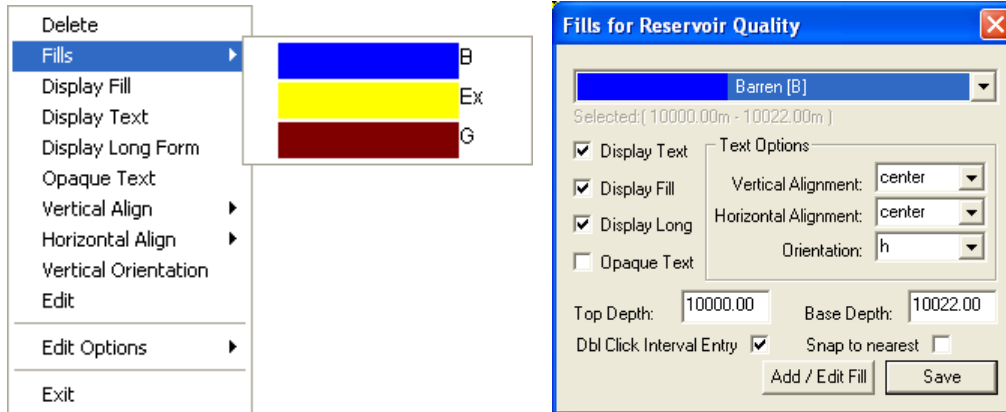 Delete
Fills
B
Ex
G
Display Fill
Display Text
Display Long Form
Opaque Text
Vertical Align
Horizontal Align
Vertical Orientation
Edit
Edit Options
Exit
Fills for Reservoir Quality
Barren [B]
Selected:( 10000.00m - 10022.00m )
Display Text
Display Fill
Display Long
Opaque Text
Text Options
Vertical Alignment: center
Horizontal Alignment: center
Orientation: h
Top Depth: 10000.00 Base Depth: 10022.00
Dbl Click Interval Entry Snap to nearest
Add / Edit Fill Save